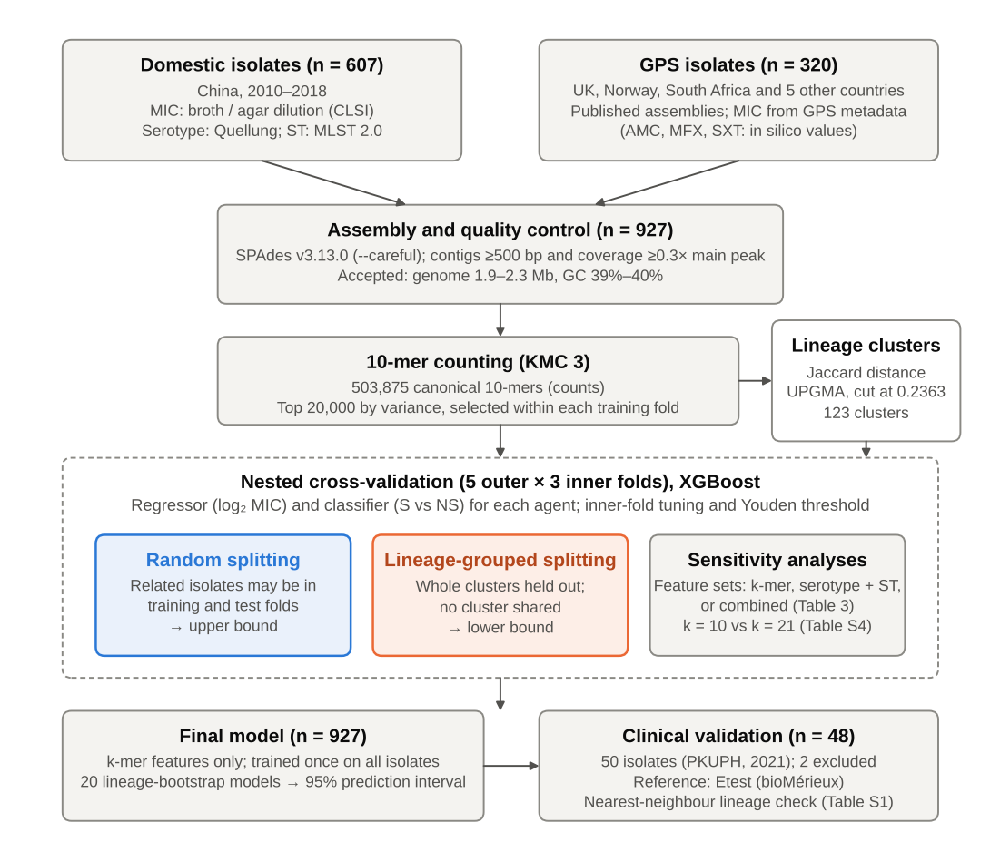 Domestic isolates (n = 607)
China, 2010–2018
MIC: broth / agar dilution (CLSI)
Serotype: Quellung; ST: MLST 2.0
GPS isolates (n = 320)
UK, Norway, South Africa and 5 other countries
Published assemblies; MIC from GPS metadata
(AMC, MFX, SXT: in silico values)
Assembly and quality control (n = 927)
SPAdes v3.13.0 (--careful); contigs ≥500 bp and coverage ≥0.3× main peak
Accepted: genome 1.9–2.3 Mb, GC 39%–40%
10-mer counting (KMC 3)
503,875 canonical 10-mers (counts)
Top 20,000 by variance, selected within each training fold
Lineage clusters
Jaccard distance
UPGMA, cut at 0.2363
123 clusters
Nested cross-validation (5 outer × 3 inner folds), XGBoost
Regressor (log₂ MIC) and classifier (S vs NS) for each agent; inner-fold tuning and Youden threshold
Random splitting
Related isolates may be in
training and test folds
→ upper bound
Lineage-grouped splitting
Whole clusters held out;
no cluster shared
→ lower bound
Sensitivity analyses
Feature sets: k-mer, serotype + ST,
or combined (Table 3)
k = 10 vs k = 21 (Table S4)
Final model (n = 927)
k-mer features only; trained once on all isolates
20 lineage-bootstrap models → 95% prediction interval
Clinical validation (n = 48)
50 isolates (PKUPH, 2021); 2 excluded
Reference: Etest (bioMérieux)
Nearest-neighbour lineage check (Table S1)